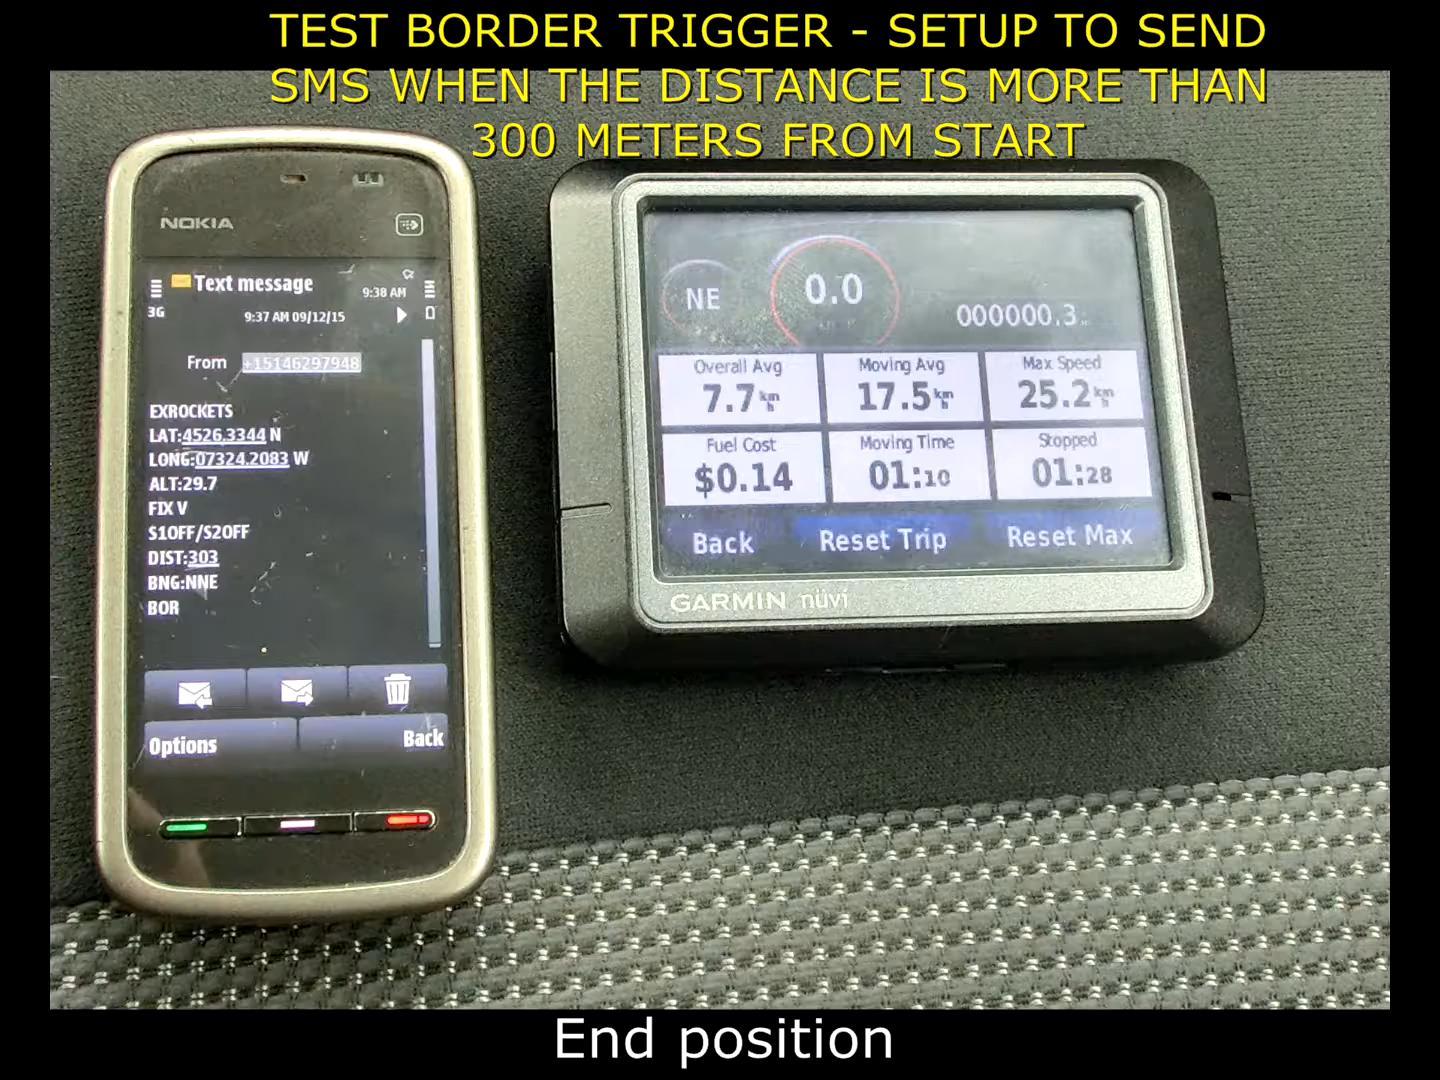 TEST BORDER TRIGGER - SETUP TO SEND
SMS WHEN THE DISTANCE IS MORE THAN
300 METERS FROM START
NOKIA
Text message
9:38 AM
3G
9:37 AM 09/12/15
From +15146297948
EXROCKETS
LAT:4526.3344 N
LONG:07324.2083 W
ALT:29.7
FIX V
S1OFF/S2OFF
DIST:303
BNG:NNE
BOR
Options
Back
NE
0.0
000000.3
Overall Avg
7.7 km/h
Moving Avg
17.5 km/h
Max Speed
25.2 km/h
Fuel Cost
$0.14
Moving Time
01:10
Stopped
01:28
Back
Reset Trip
Reset Max
GARMIN nüvi
End position